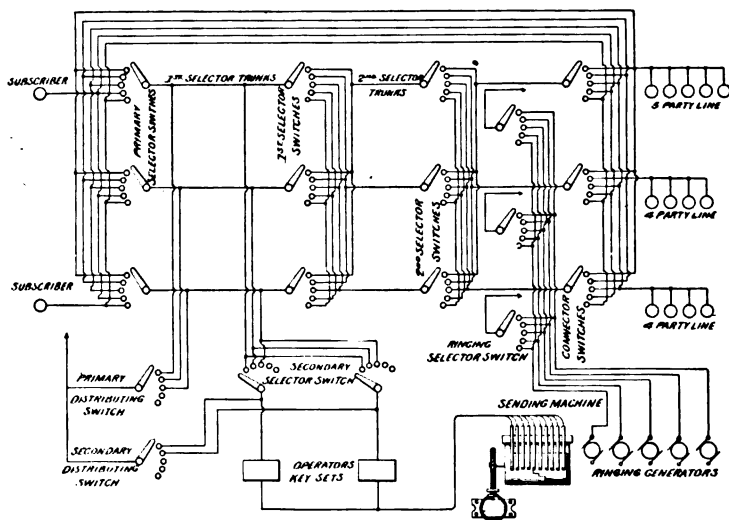 SUBSCRIBER
PRIMARY
SELECTOR SWITHES
1ST SELECTOR TRUNKS
1ST SELECTOR
SWITCHES
2ND SELECTOR
TRUNKS
5 PARTY LINE
2ND SELECTOR
SWITCHES
4 PARTY LINE
SUBSCRIBER
RINGING
SELECTOR SWITCH
CONNECTOR
SWITCHES
4 PARTY LINE
PRIMARY
DISTRIBUTING
SWITCH
SECONDARY
SELECTOR SWITCH
SECONDARY
DISTRIBUTING
SWITCH
OPERATORS
KEY SETS
SENDING MACHINE
RINGING GENERATORS